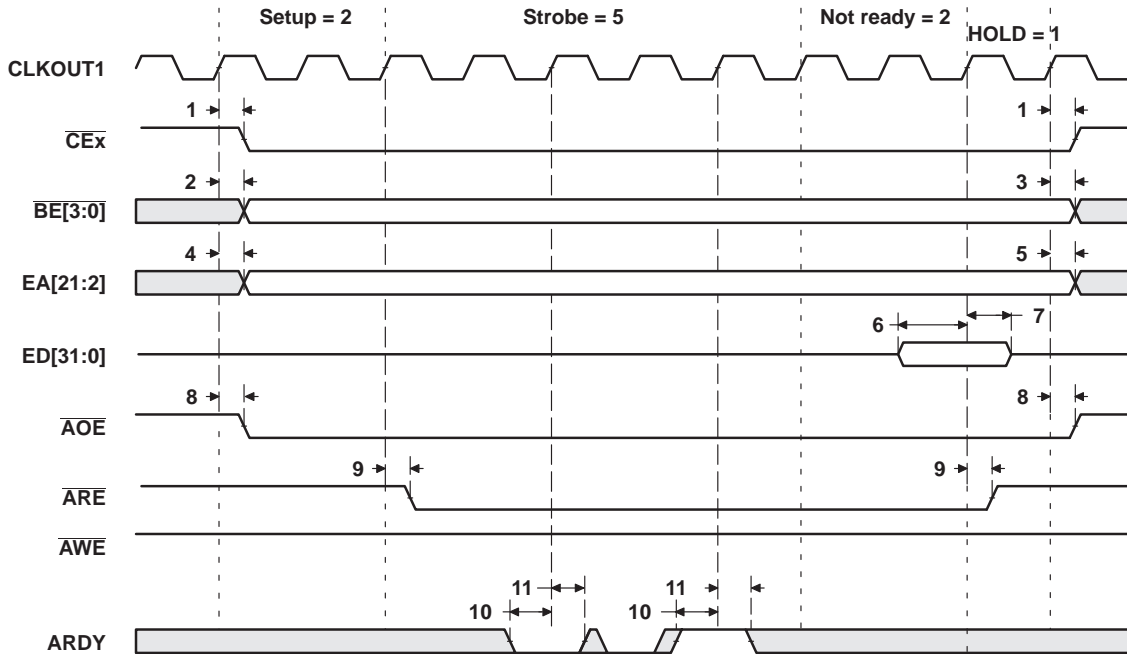 Setup = 2 Strobe = 5 Not ready = 2
HOLD = 1
CLKOUT1
1 1
CEx
2 3
BE[3:0]
4 5
EA[21:2]
6 7
ED[31:0]
8 8
AOE
9 9
ARE
AWE
11 11
10 10
ARDY